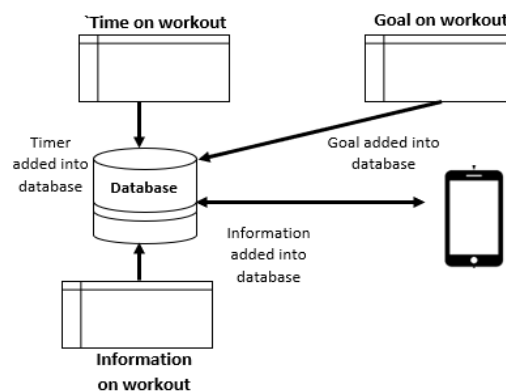 `Time on workout
Goal on workout
Timer
added into
database
Goal added into
database
Database
Information
added into
database
Information
on workout